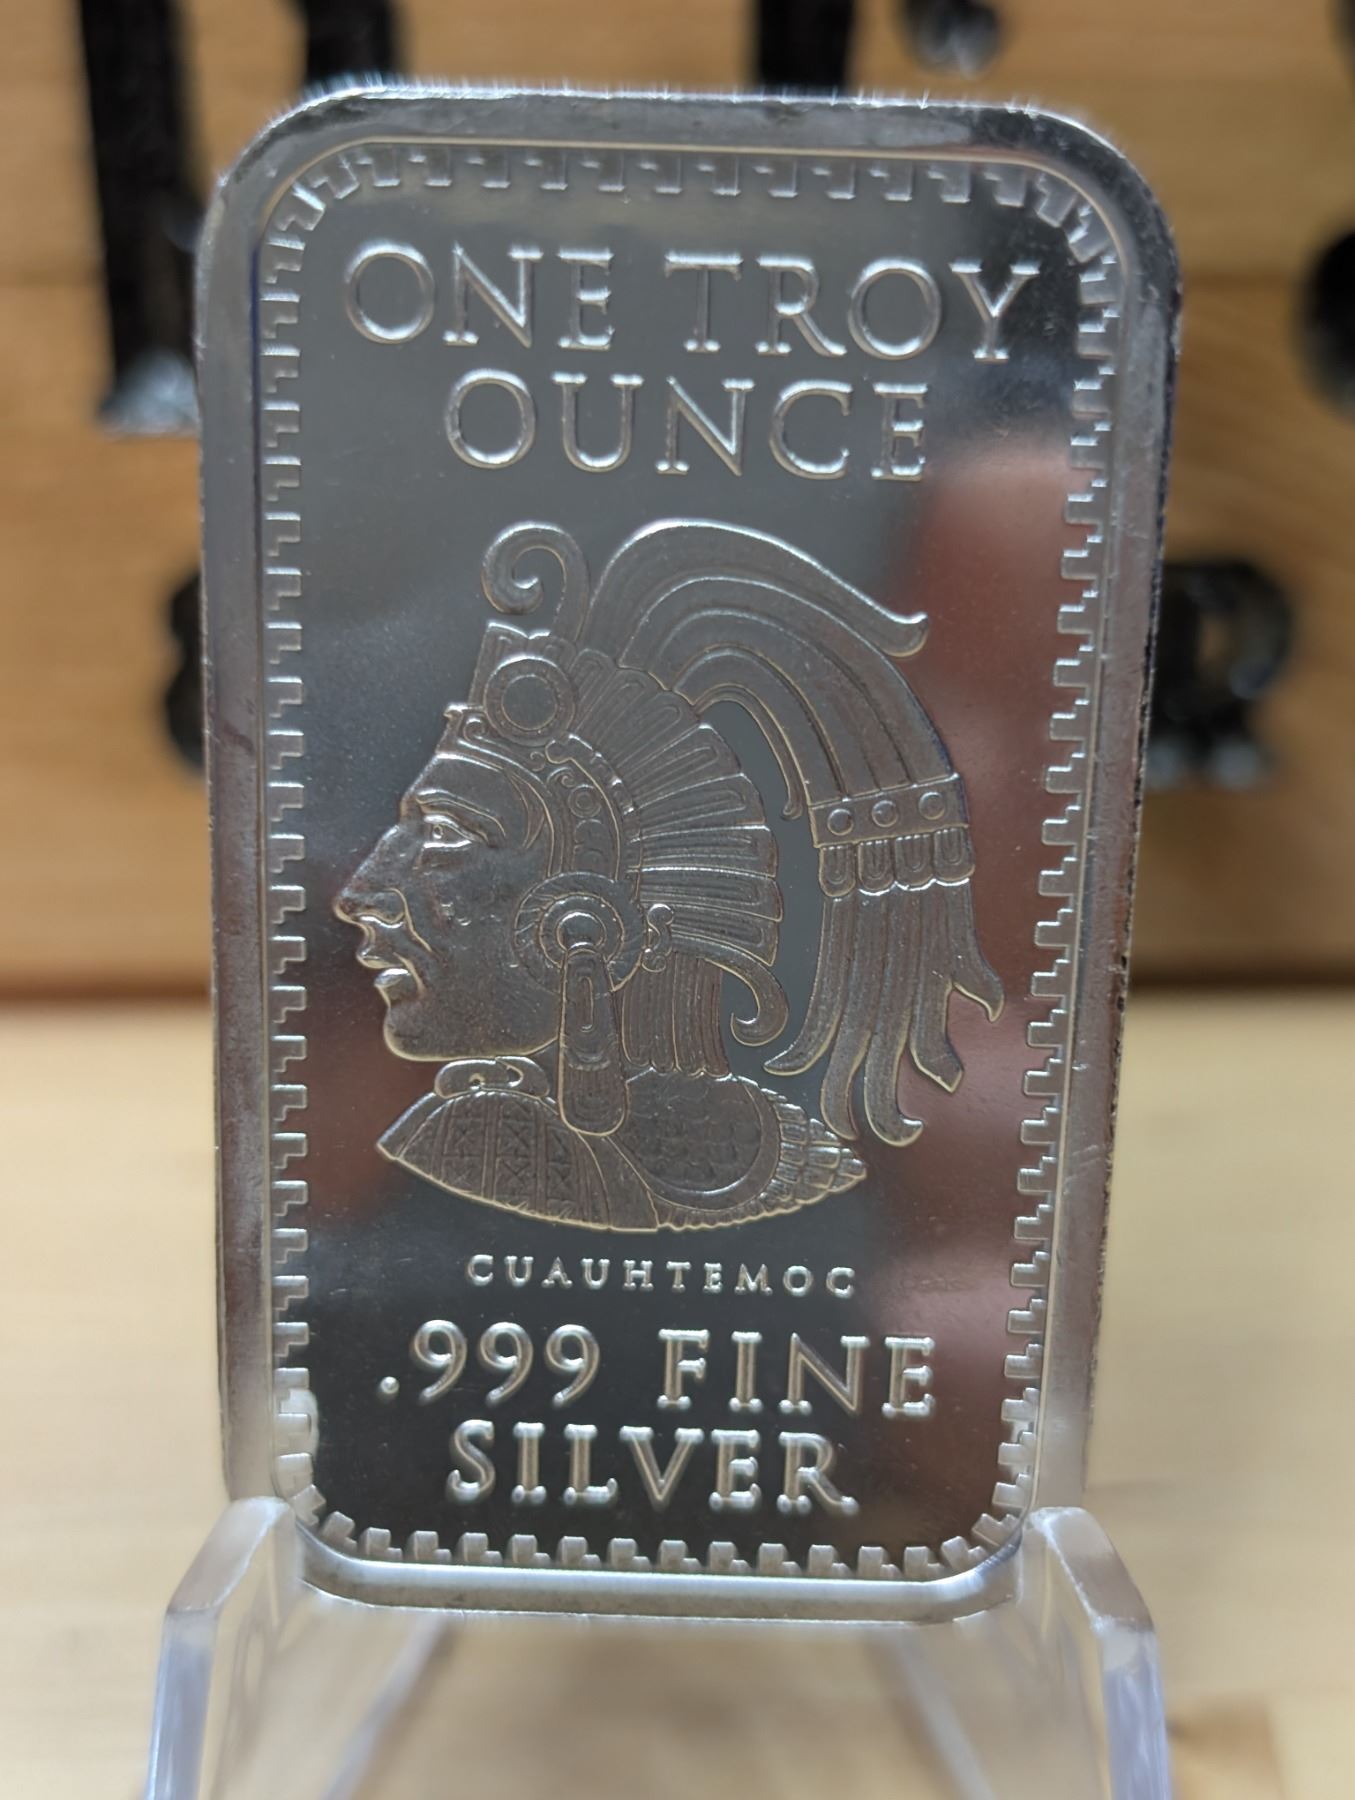 ONE TROY
OUNCE
CUAUHTEMOC
.999 FINE
SILVER